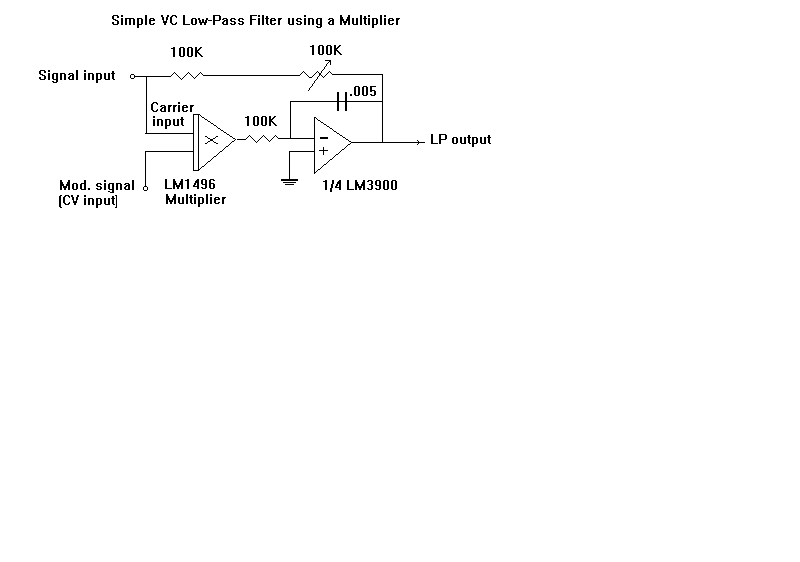 Simple VC Low-Pass Filter using a Multiplier
100K
100K
Signal input
.005
Carrier
input
100K
−
+
LP output
Mod. signal
(CV input)
LM1496
Multiplier
1/4 LM3900